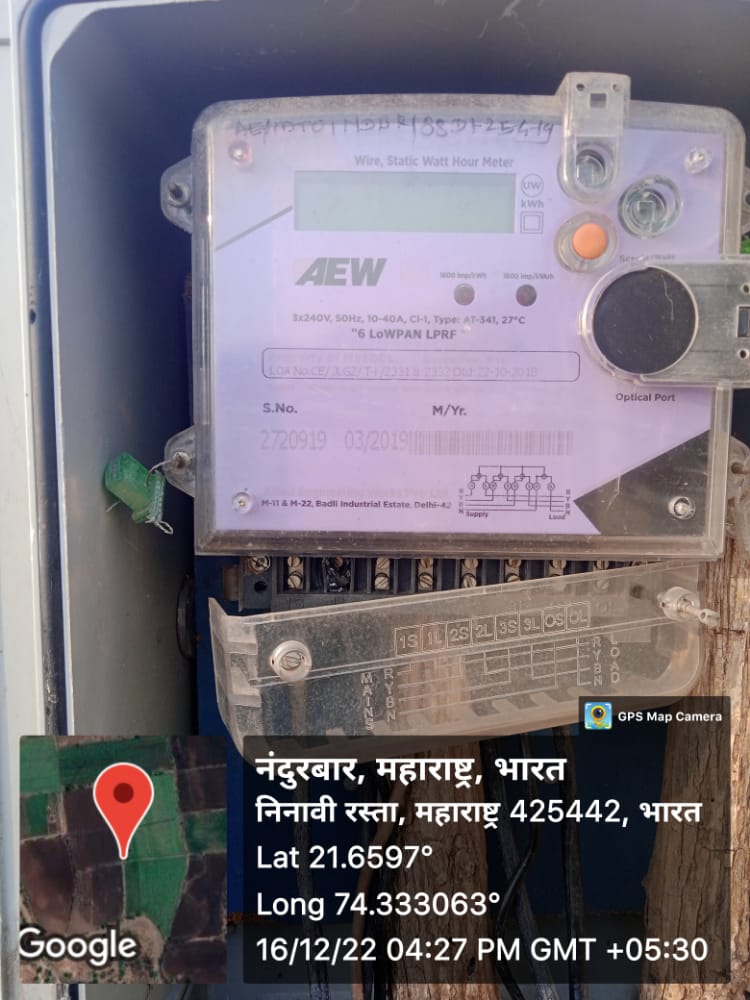 Wire, Static Watt Hour Meter
UW
kWh
AEW
1600 imp/kWh 1600 imp/kVArh
3x240V, 50Hz, 10-40A, Cl-1, Type: AT-341, 27°C
"6 LoWPAN LPRF"
Optical Port
S.No. M/Yr.
2720919 03/2019
M-11 & M-22, Badli Industrial Estate, Delhi-42
R Y B N Supply Load R Y B N
1S 1L 2S 2L 3S 3L 0S 0L
MAINS RYBN RYBN LOAD
GPS Map Camera
नंदुरबार, महाराष्ट्र, भारत
निनावी रस्ता, महाराष्ट्र 425442, भारत
Lat 21.6597°
Long 74.333063°
16/12/22 04:27 PM GMT +05:30
Google